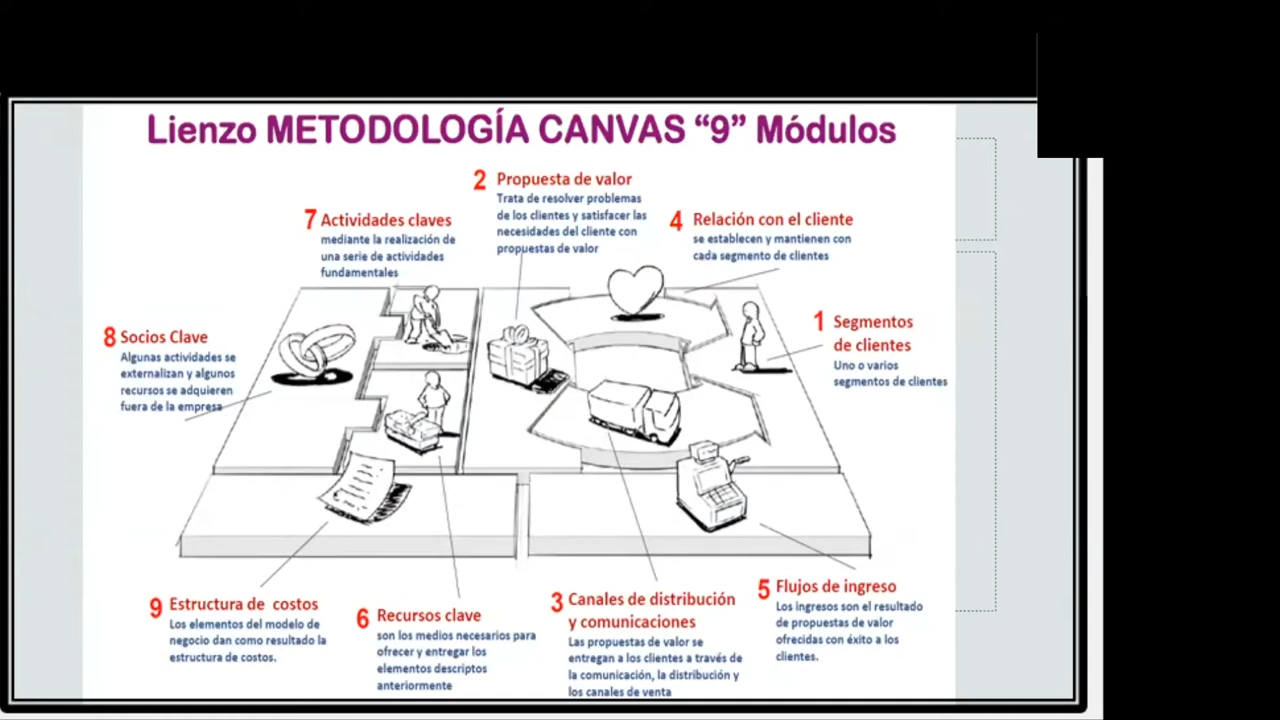 Lienzo METODOLOGÍA CANVAS “9” Módulos
2 Propuesta de valor
Trata de resolver problemas
de los clientes y satisfacer las
necesidades del cliente con
propuestas de valor
7 Actividades claves
mediante la realización de
una serie de actividades
fundamentales
4 Relación con el cliente
se establecen y mantienen con
cada segmento de clientes
8 Socios Clave
Algunas actividades se
externalizan y algunos
recursos se adquieren
fuera de la empresa
1 Segmentos
de clientes
Uno o varios
segmentos de clientes
9 Estructura de costos
Los elementos del modelo de
negocio dan como resultado la
estructura de costos.
6 Recursos clave
son los medios necesarios para
ofrecer y entregar los
elementos descriptos
anteriormente
3 Canales de distribución
y comunicaciones
Las propuestas de valor se
entregan a los clientes a través de
la comunicación, la distribución y
los canales de venta
5 Flujos de ingreso
Los ingresos son el resultado
de propuestas de valor
ofrecidas con éxito a los
clientes.